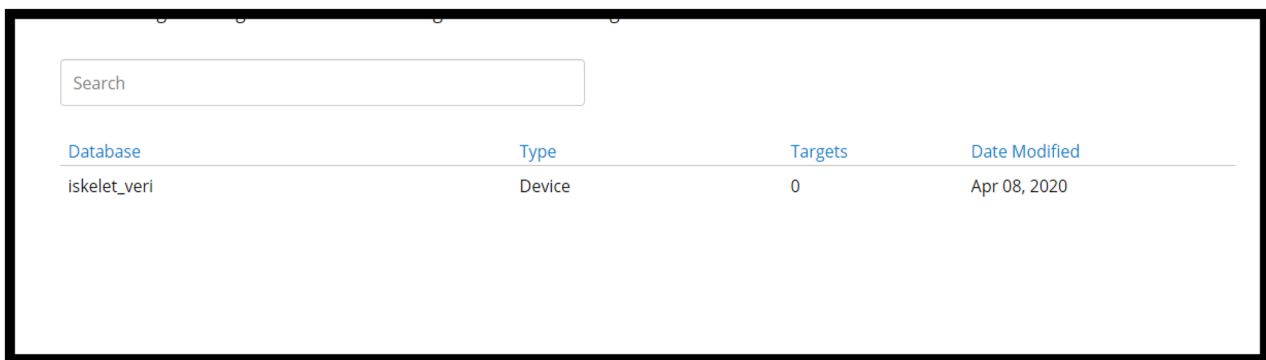 Search
Database Type Targets Date Modified
iskelet_veri Device 0 Apr 08, 2020